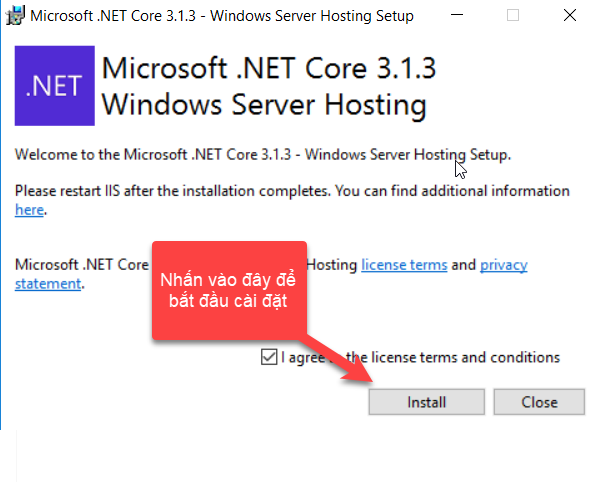 Microsoft .NET Core 3.1.3 - Windows Server Hosting Setup
.NET
Microsoft .NET Core 3.1.3
Windows Server Hosting
Welcome to the Microsoft .NET Core 3.1.3 - Windows Server Hosting Setup.
Please restart IIS after the installation completes. You can find additional information
here.
Microsoft .NET Core Hosting license terms and privacy
statement.
Nhấn vào đây để
bắt đầu cài đặt
I agree the license terms and conditions
Install
Close